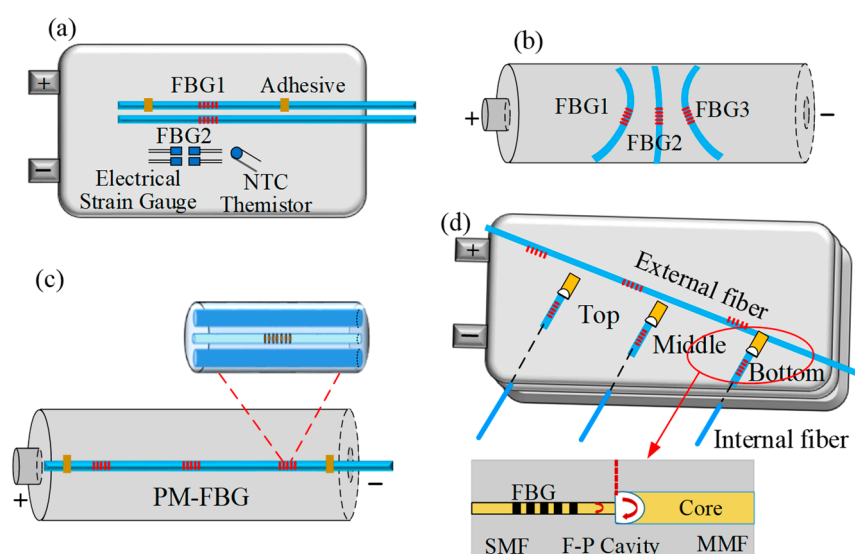 (a)
FBG1
Adhesive
+
FBG2
−
Electrical
Strain Gauge
NTC
Themistor
(b)
FBG1
FBG3
+
−
FBG2
(c)
+
−
PM-FBG
(d)
+
External fiber
Top
−
Middle
Bottom
Internal fiber
FBG
Core
SMF
F-P Cavity
MMF